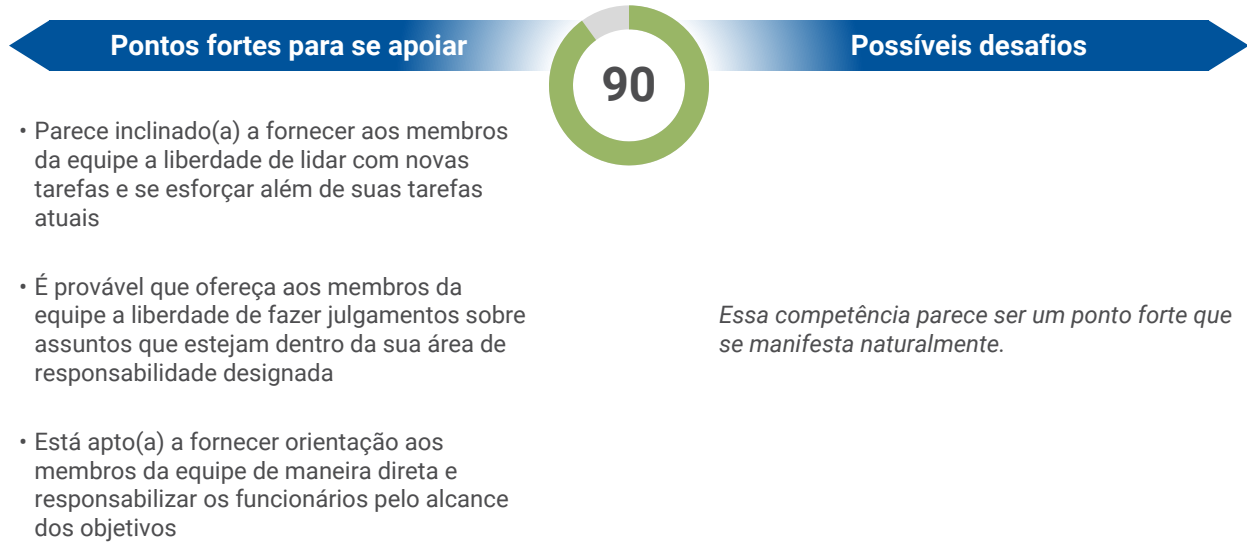 Pontos fortes para se apoiar
90
Possíveis desafios
• Parece inclinado(a) a fornecer aos membros
da equipe a liberdade de lidar com novas
tarefas e se esforçar além de suas tarefas
atuais
• É provável que ofereça aos membros da
equipe a liberdade de fazer julgamentos sobre
assuntos que estejam dentro da sua área de
responsabilidade designada
• Está apto(a) a fornecer orientação aos
membros da equipe de maneira direta e
responsabilizar os funcionários pelo alcance
dos objetivos
Essa competência parece ser um ponto forte que
se manifesta naturalmente.